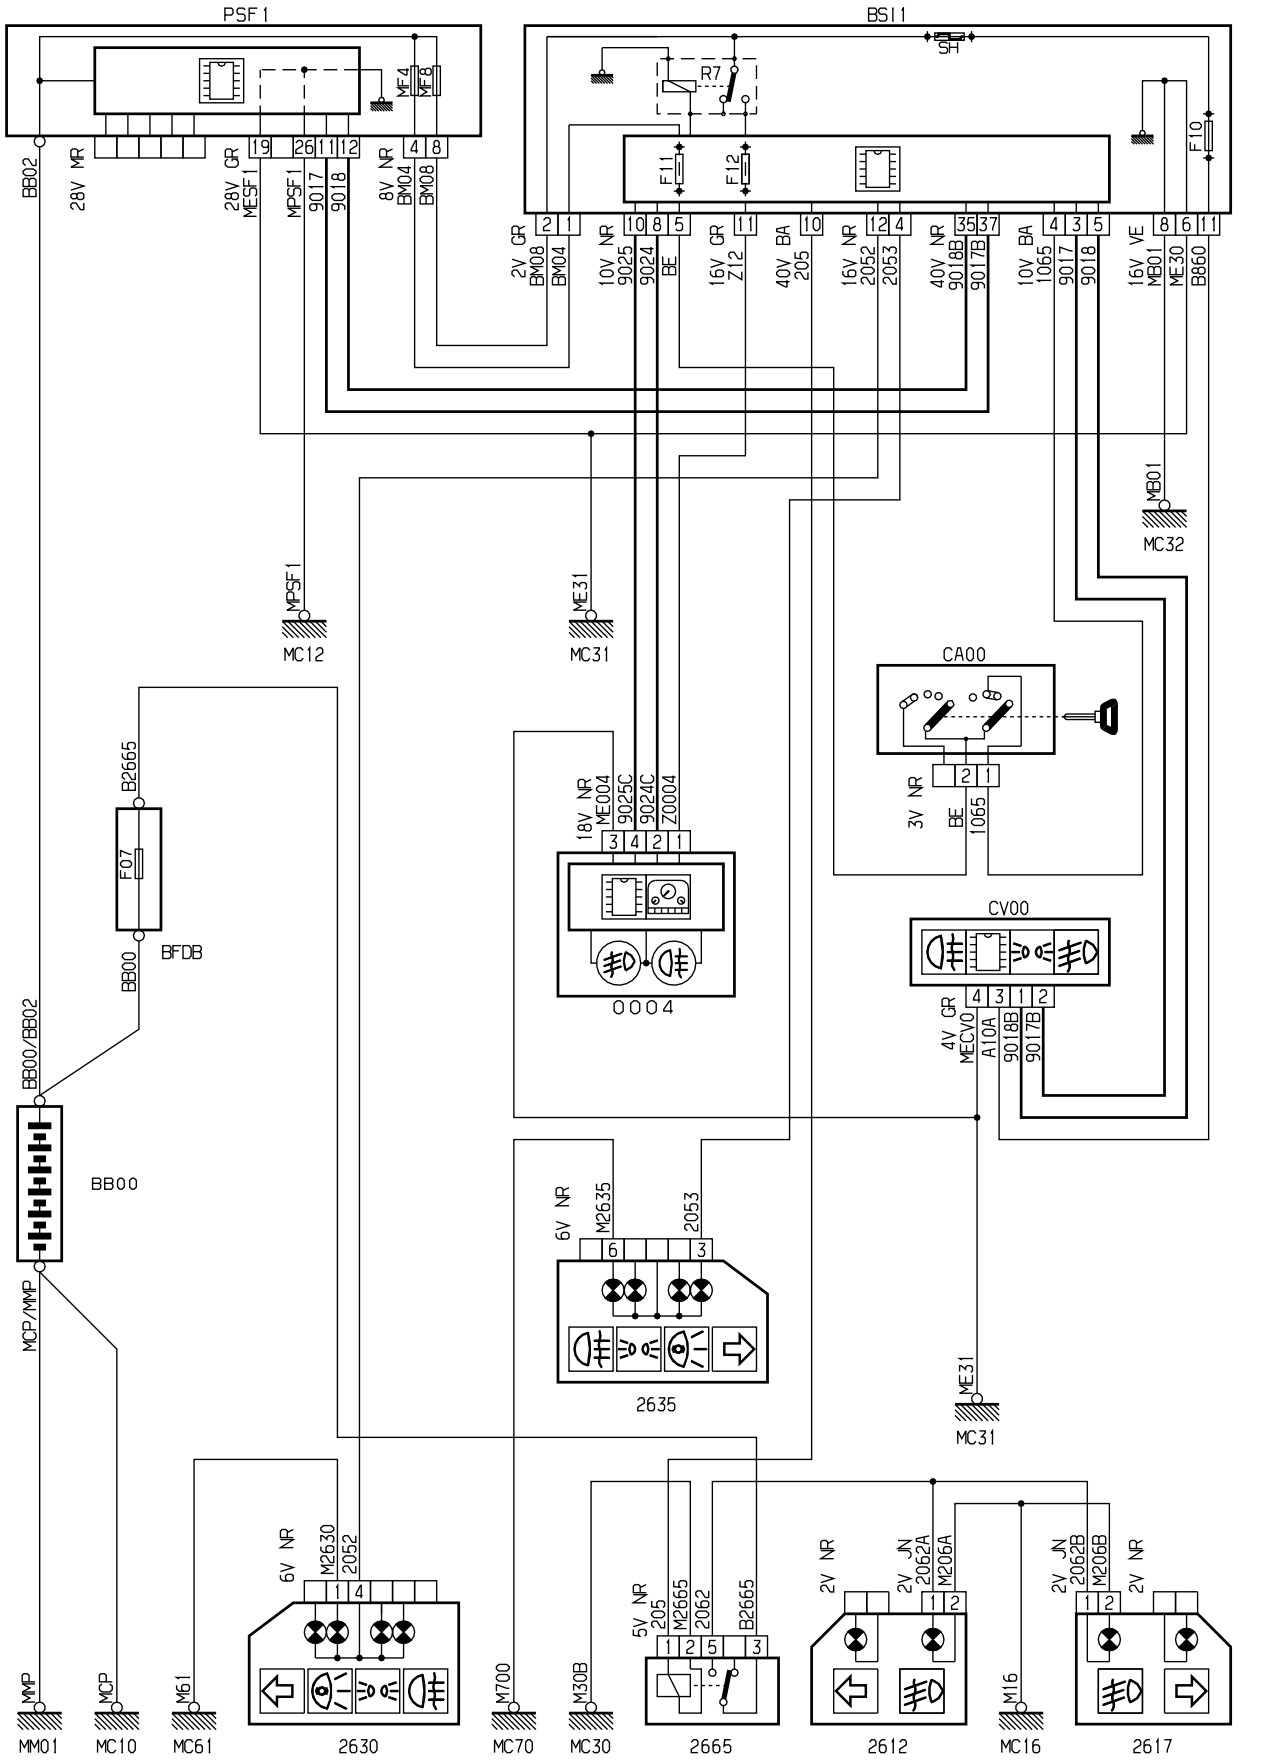 PSF1
BSI1
SH
R7
MF4
MF8
F10
F11
F12
19
26
11
12
4
8
BB02
28V MR
28V GR
MESF1
MPSF1
9017
9018
8V NR
BM04
BM08
2
1
10
8
5
11
10
12
4
35
37
4
3
5
8
6
11
2V GR
BM08
BM04
10V NR
9025
9024
BE
16V GR
Z12
40V BA
205
16V NR
2052
2053
40V NR
9018B
9017B
10V BA
1065
9017
9018
16V VE
MB01
ME30
B860
MB01
MC32
MPSF1
MC12
ME31
MC31
CA00
2
1
3V NR
BE
1065
B2665
F07
BFDB
BB00
18V NR
ME004
9025C
9024C
Z0004
3
4
2
1
0004
CV00
4
3
1
2
4V GR
MECV0
A10A
9018B
9017B
BB00/BB02
BB00
MCP/MMP
6V NR
M2635
2053
6
3
2635
ME31
MC31
6V NR
M2630
2052
1
4
2630
5V NR
205
M2665
2062
B2665
1
2
5
3
2665
2V NR
2V JN
2062A
M206A
1
2
2612
2V JN
2062B
M206B
2V NR
1
2
2617
MMP
MM01
MCP
MC10
M61
MC61
M700
MC70
M30B
MC30
M16
MC16